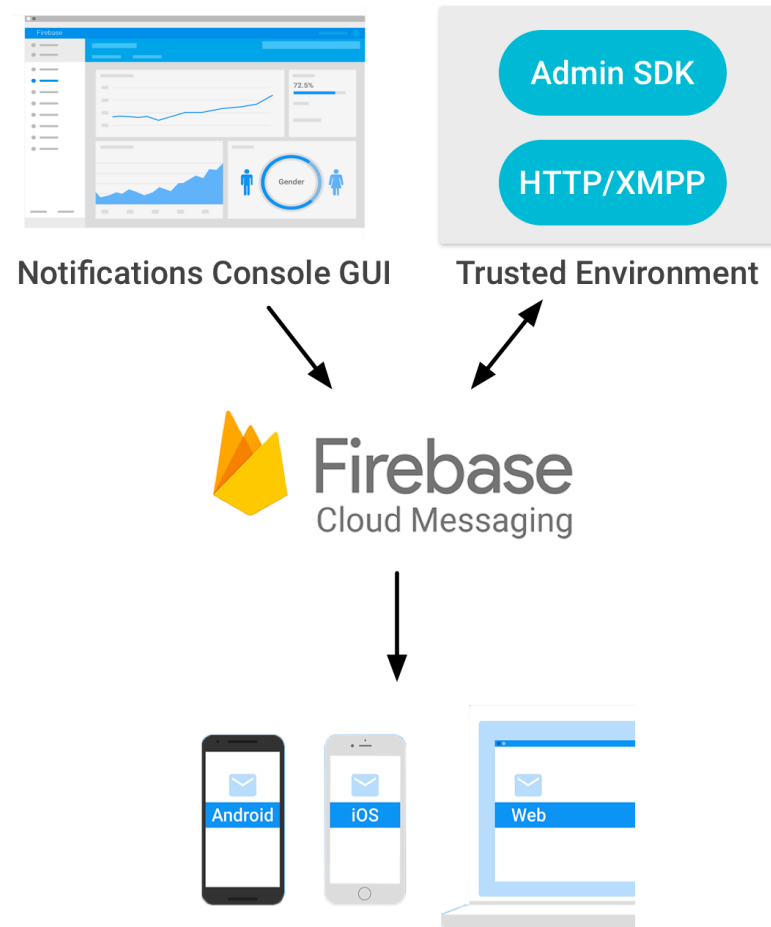 Firebase
72.5%
Gender
Admin SDK
HTTP/XMPP
Notifications Console GUI
Trusted Environment
Firebase
Cloud Messaging
Android
iOS
Web